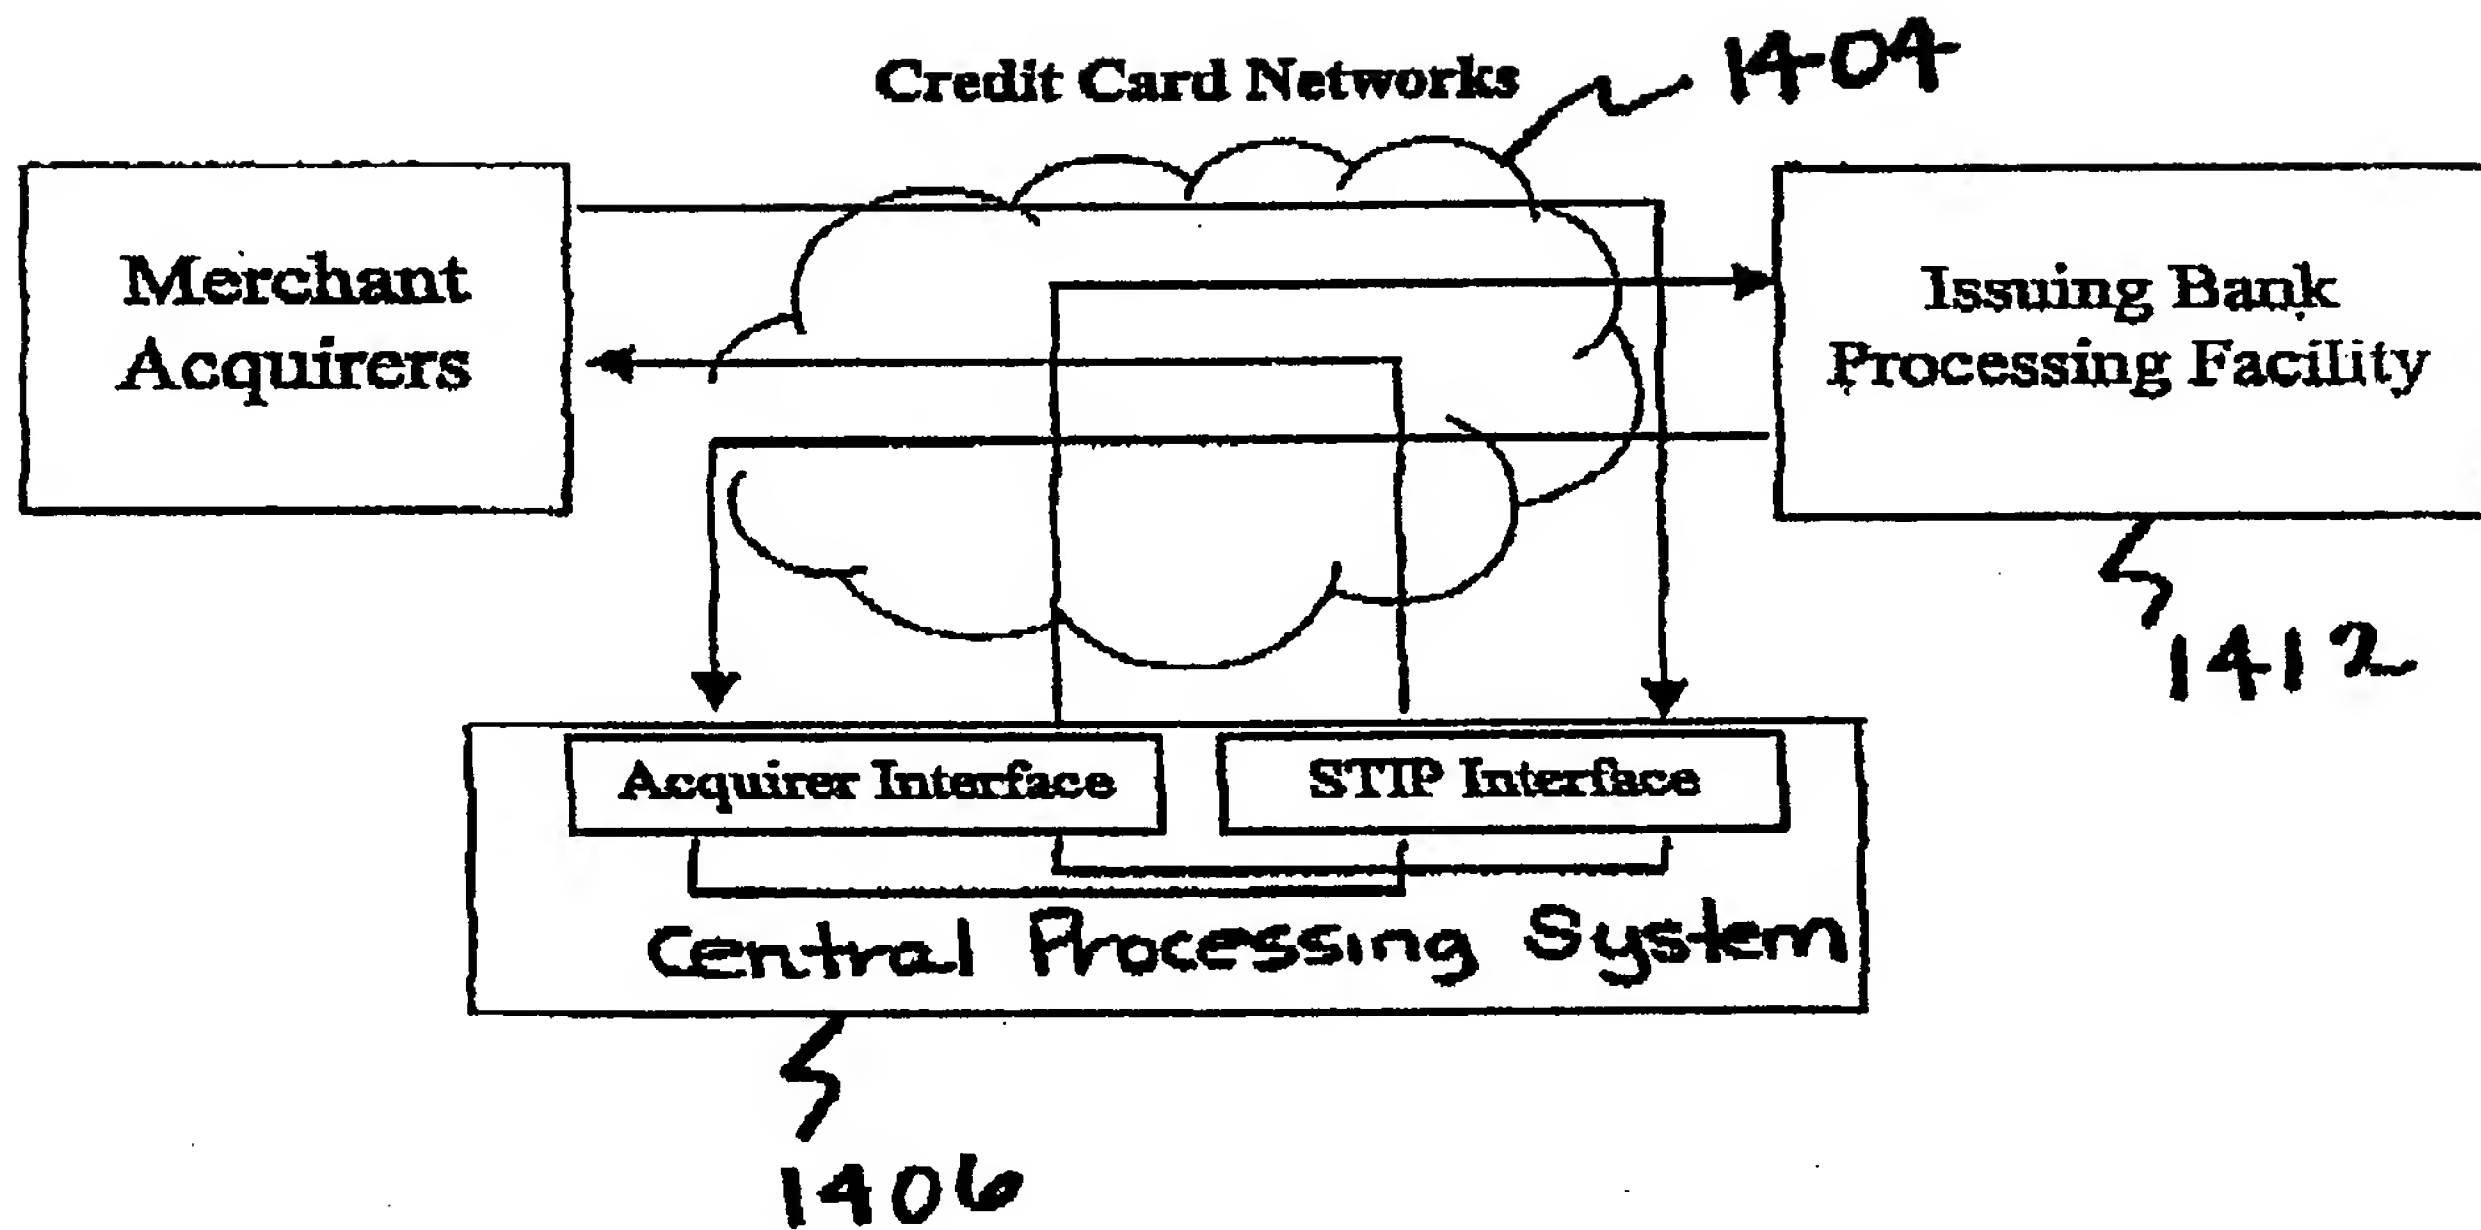 Credit Card Networks
1404
Merchant
Acquirers
Issuing Bank
Processing Facility
1412
Acquirer Interface
STIP Interface
Central Processing System
1406